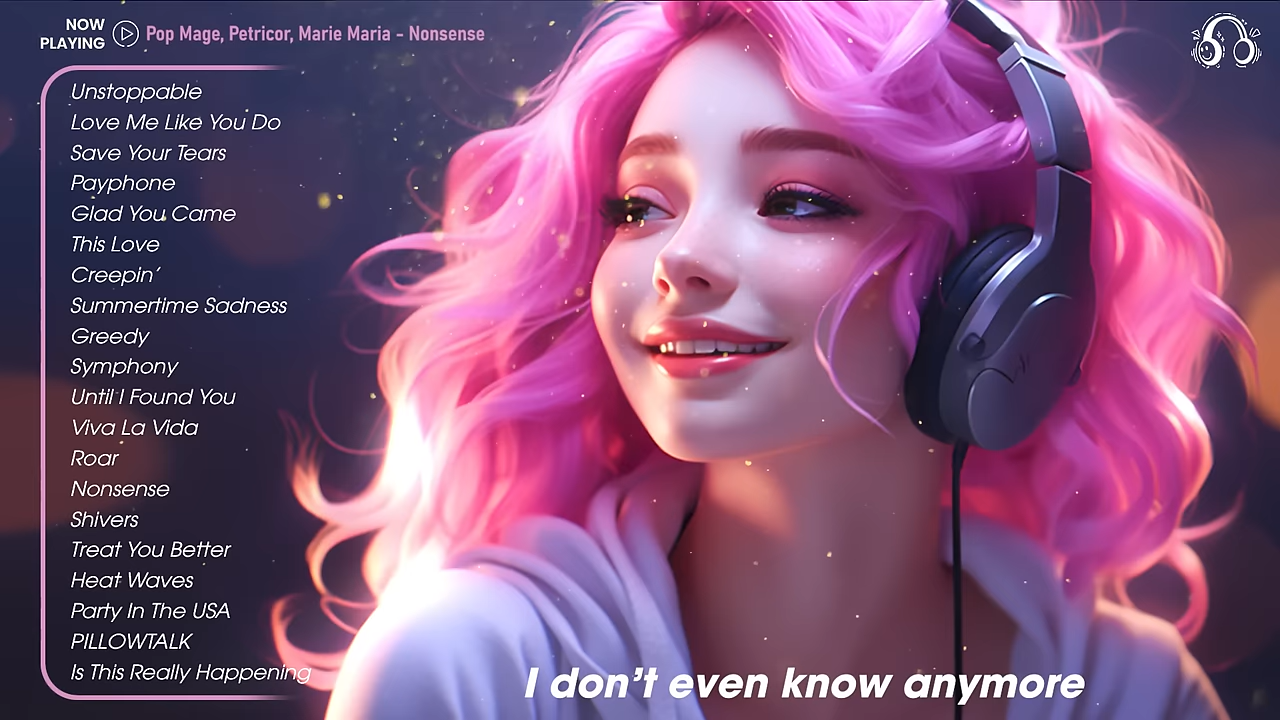 NOW
PLAYING
Pop Mage, Petricor, Marie Maria - Nonsense
Unstoppable
Love Me Like You Do
Save Your Tears
Payphone
Glad You Came
This Love
Creepin’
Summertime Sadness
Greedy
Symphony
Until I Found You
Viva La Vida
Roar
Nonsense
Shivers
Treat You Better
Heat Waves
Party In The USA
PILLOWTALK
Is This Really Happening
I don’t even know anymore